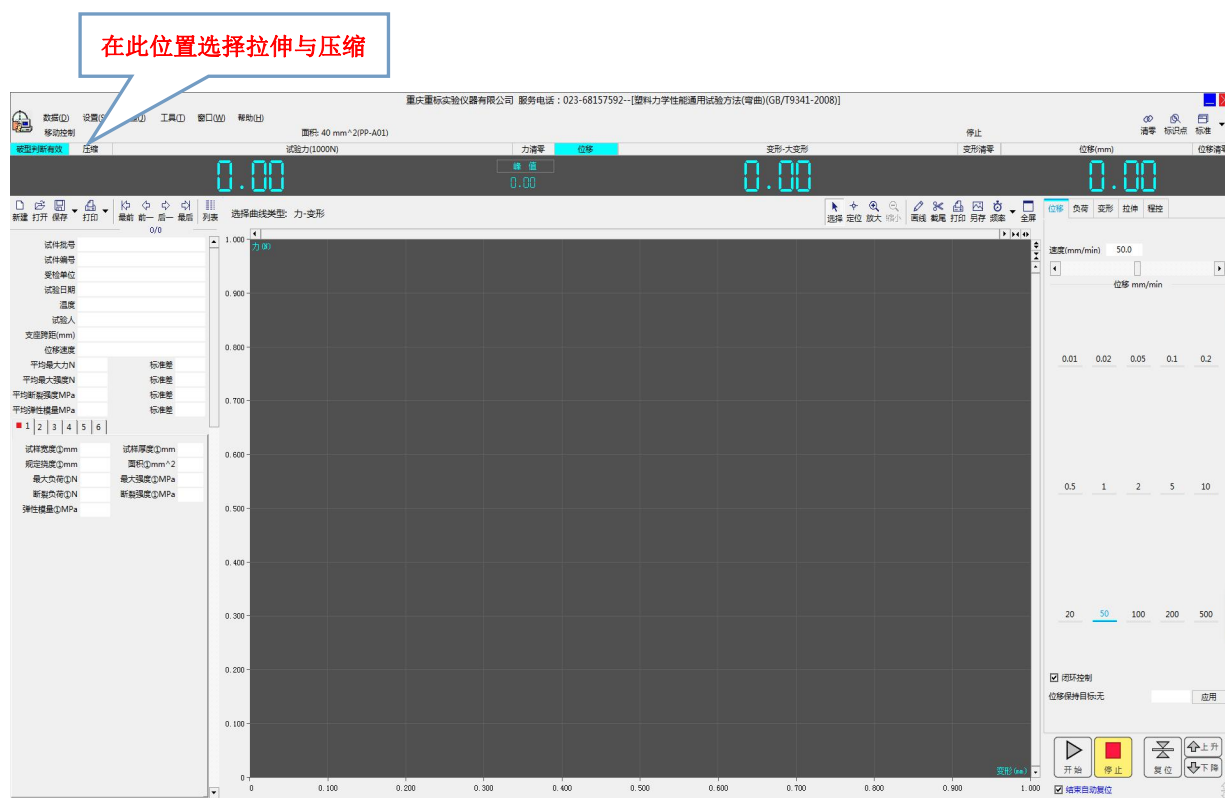 在此位置选择拉伸与压缩
重庆重标实验仪器有限公司 服务电话：023-68157592--[塑料力学性能通用试验方法(弯曲)(GB/T9341-2008)]
数据(D) 设置(S 工具(T) 窗口(W) 帮助(H)
移动控制 面积: 40 mm^2(PP-A01) 停止 清零 标识点 标准
破型判断有效 压缩 试验力(1000N) 力清零 位移 变形-大变形 变形清零 位移(mm) 位移清零
0.00 峰 值 0.00 0.00 0.00
新建 打开 保存 打印 最前 前一 后一 最后 列表 选择曲线类型: 力-变形 选择 定位 放大 缩小 画线 截尾 打印 另存 频率 全屏 位移 负荷 变形 拉伸 程控
0/0
试件批号
试件编号
受检单位
试验日期
温度
试验人
支座跨距(mm)
位移速度
平均最大力N 标准差
平均最大强度N 标准差
平均断裂强度MPa 标准差
平均弹性模量MPa 标准差
1 2 3 4 5 6
试样宽度①mm 试样厚度①mm
规定挠度①mm 面积①mm^2
最大负荷①N 最大强度①MPa
断裂负荷①N 断裂强度①MPa
弹性模量①MPa
力(N)
1.000
0.900
0.800
0.700
0.600
0.500
0.400
0.300
0.200
0.100
0
变形(mm)
0 0.100 0.200 0.300 0.400 0.500 0.600 0.700 0.800 0.900 1.000
速度(mm/min) 50.0
位移 mm/min
0.01 0.02 0.05 0.1 0.2
0.5 1 2 5 10
20 50 100 200 500
闭环控制
位移保持目标:无 应用
开始 停止 复位 上升
下降
结束自动复位